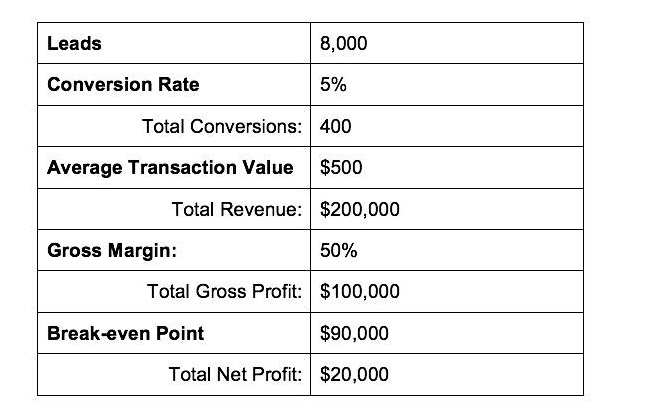 Leads 8,000
Conversion Rate 5%
Total Conversions: 400
Average Transaction Value $500
Total Revenue: $200,000
Gross Margin: 50%
Total Gross Profit: $100,000
Break-even Point $90,000
Total Net Profit: $20,000